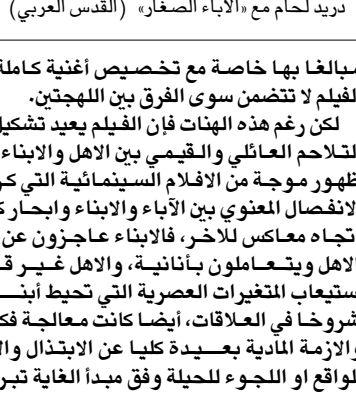 دريد لحام مع «الآباء الصغار» (القدس العربي)
مبالغا بها خاصة مع تخصيص أغنية كاملة
لفيلم لا تتضمن سوى الفرق بين اللهجتين.
لكن رغم هذه الهنات فإن الفيلم يعيد تشكيل
لتلاحم العائلي والقيمي بين الاهل والابناء
ظهور موجة من الافلام السينمائية التي كر
لانفصال المعنوي بين الآباء والابناء وابحار ك
تجاه معاكس للاخر، فالابناء عاجزون عن
الاهل ويتعاملون بأنانية، والاهل غير ق
ستيعاب المتغيرات العصرية التي تحيط أبنـ
شروخا في العلاقات، أيضا كانت معالجة فك
والازمة المادية بعيدة كليا عن الابتذال وال
لواقع او اللجوء للحيلة وفق مبدأ الغاية تبر